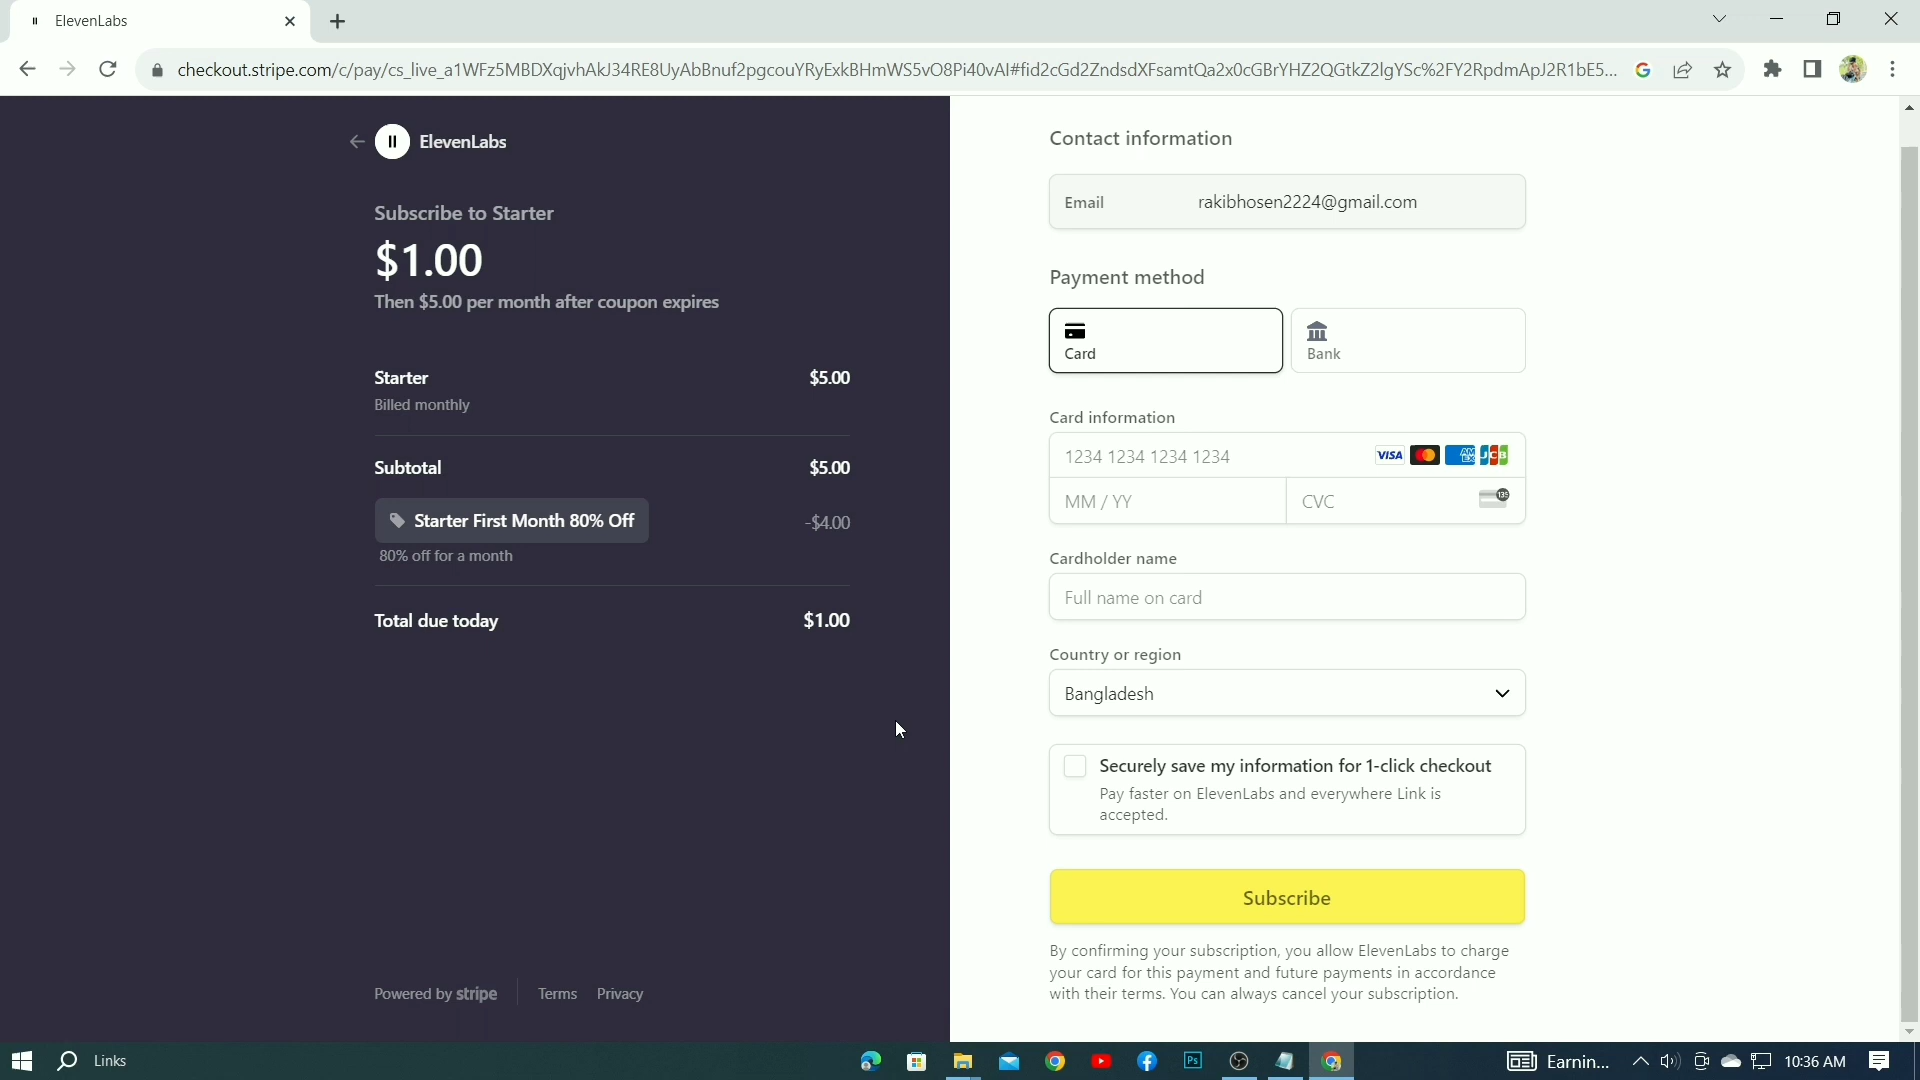 ElevenLabs
checkout.stripe.com/c/pay/cs_live_a1WFz5MBDXqjvhAkJ34RE8UyAbBnuf2pgcouYRyExkBHmWS5vO8Pi40vAI#fid2cGd2ZndsdXFsamtQa2x0cGBrYHZ2QGtkZ2lgYSc%2FY2RpdmApJ2R1bE5...
ElevenLabs
Subscribe to Starter
$1.00
Then $5.00 per month after coupon expires
Starter $5.00
Billed monthly
Subtotal $5.00
Starter First Month 80% Off -$4.00
80% off for a month
Total due today $1.00
Powered by stripe Terms Privacy
Contact information
Email rakibhosen2224@gmail.com
Payment method
Card Bank
Card information
1234 1234 1234 1234 VISA AMEX JCB
MM / YY CVC 135
Cardholder name
Full name on card
Country or region
Bangladesh
Securely save my information for 1-click checkout
Pay faster on ElevenLabs and everywhere Link is
accepted.
Subscribe
By confirming your subscription, you allow ElevenLabs to charge
your card for this payment and future payments in accordance
with their terms. You can always cancel your subscription.
Links Ps Earnin... 10:36 AM